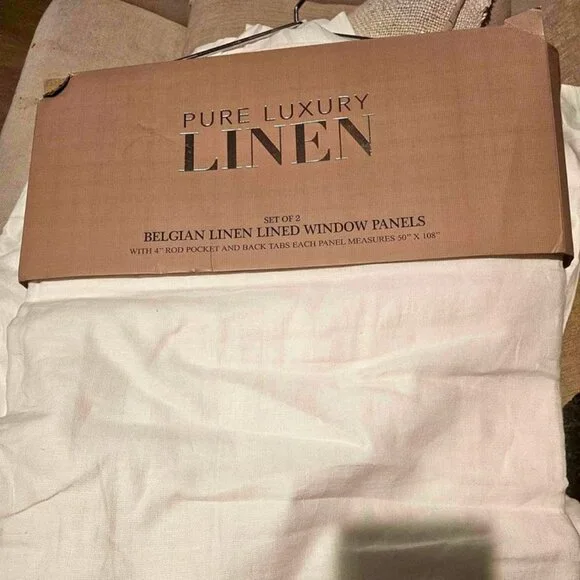 PURE LUXURY
LINEN
SET OF 2
BELGIAN LINEN LINED WINDOW PANELS
WITH 4" ROD POCKET AND BACK TABS EACH PANEL MEASURES 50" X 108"